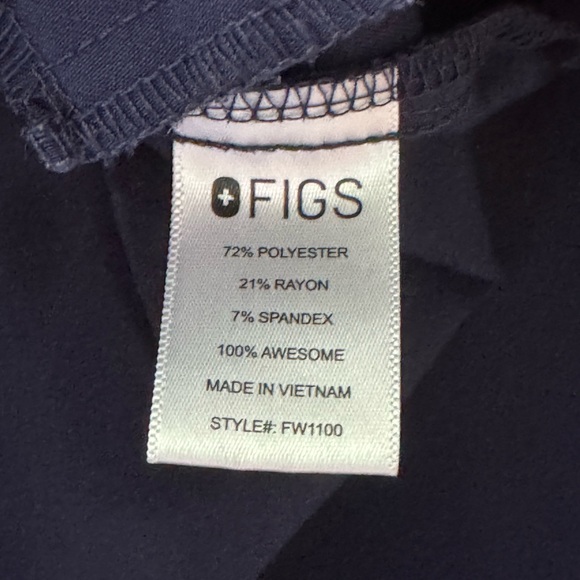 FIGS
72% POLYESTER
21% RAYON
7% SPANDEX
100% AWESOME
MADE IN VIETNAM
STYLE#: FW1100